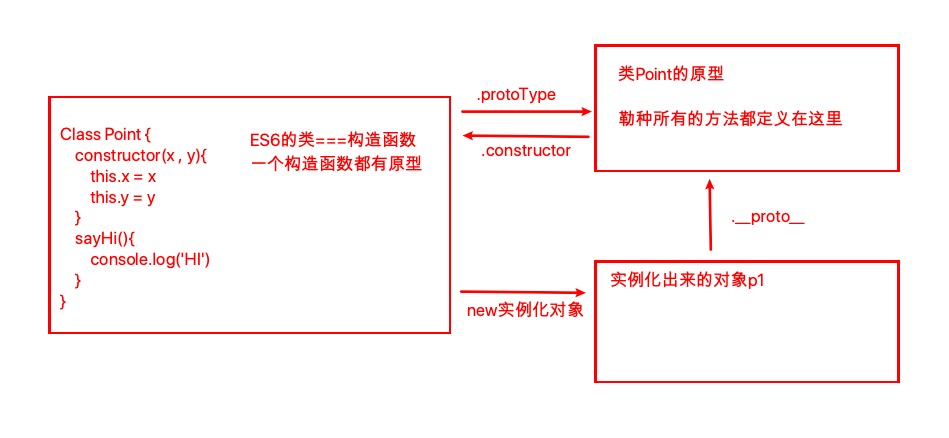 Class Point {
constructor(x , y){
this.x = x
this.y = y
}
sayHi(){
console.log('HI')
}
}
ES6的类===构造函数
一个构造函数都有原型
.protoType
.constructor
类Point的原型
勒种所有的方法都定义在这里
.__proto__
new实例化对象
实例化出来的对象p1